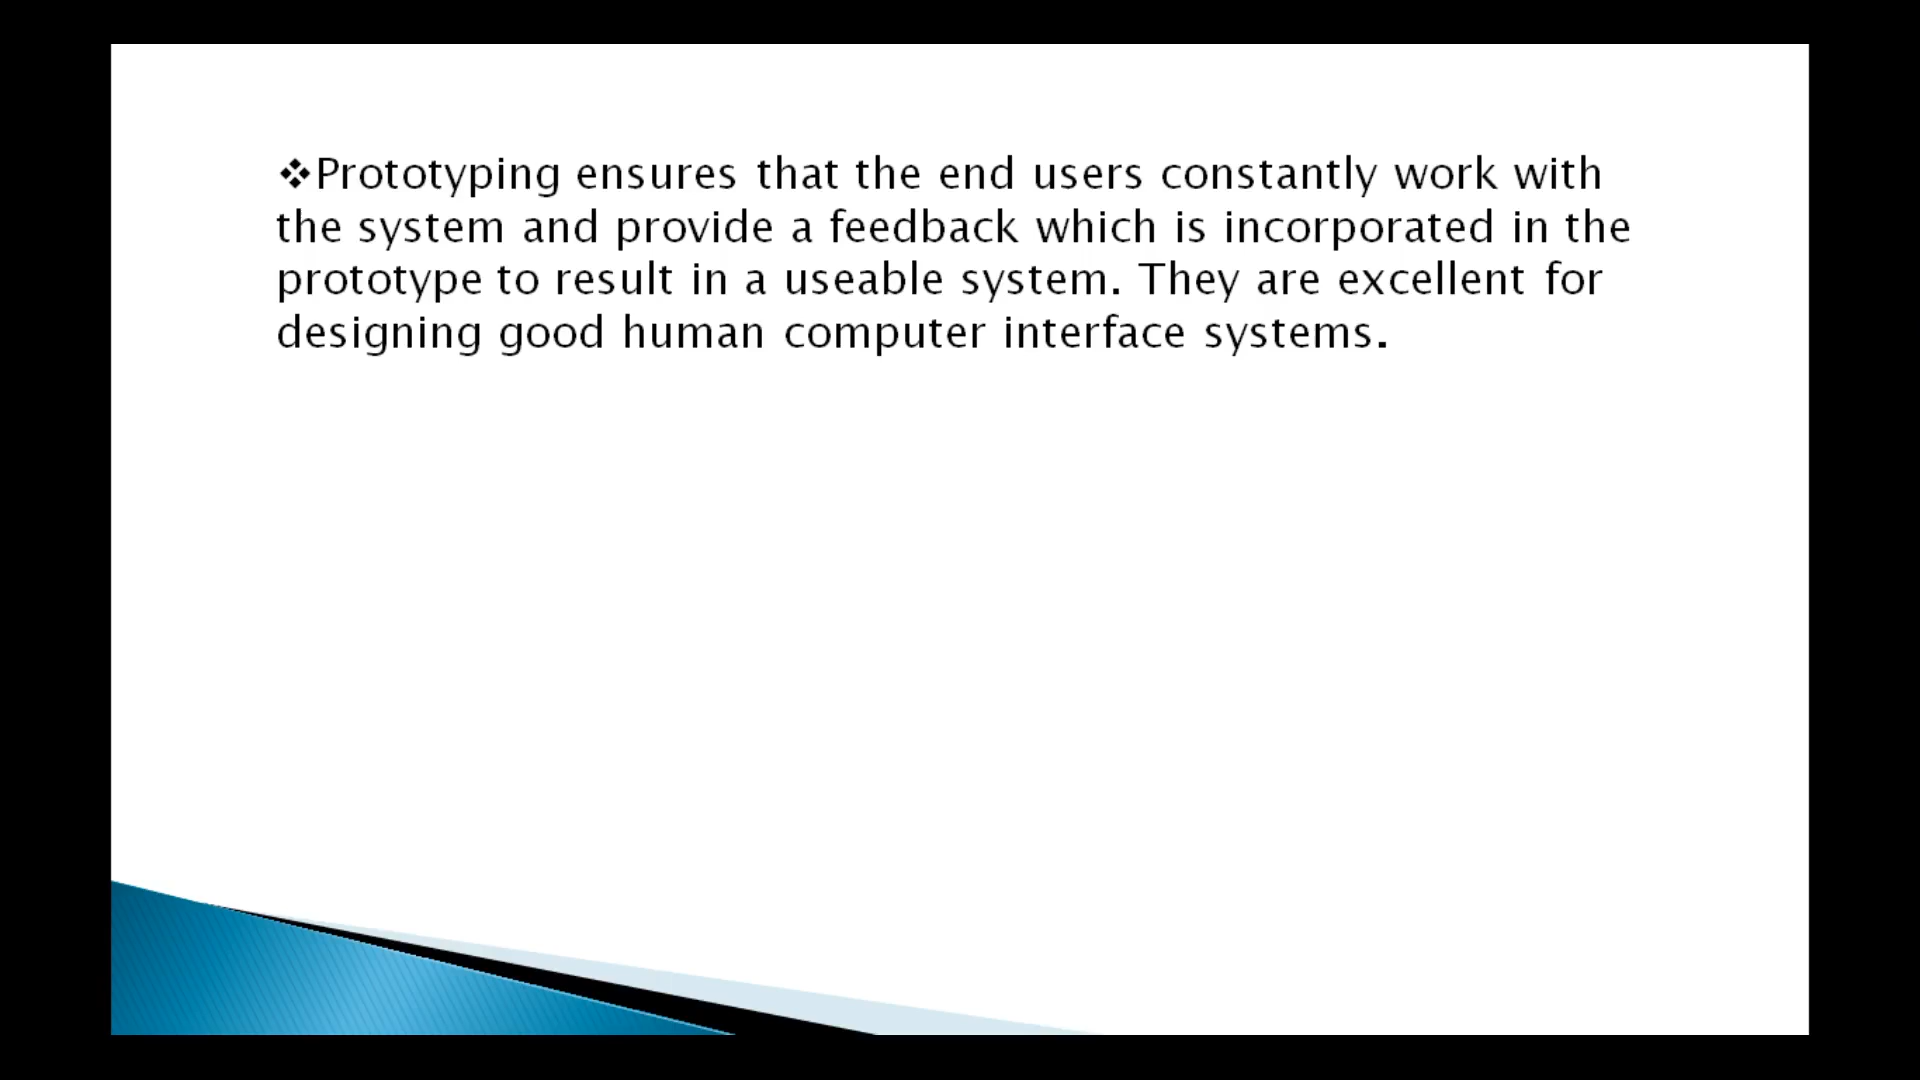 ❖Prototyping ensures that the end users constantly work with
the system and provide a feedback which is incorporated in the
prototype to result in a useable system. They are excellent for
designing good human computer interface systems.